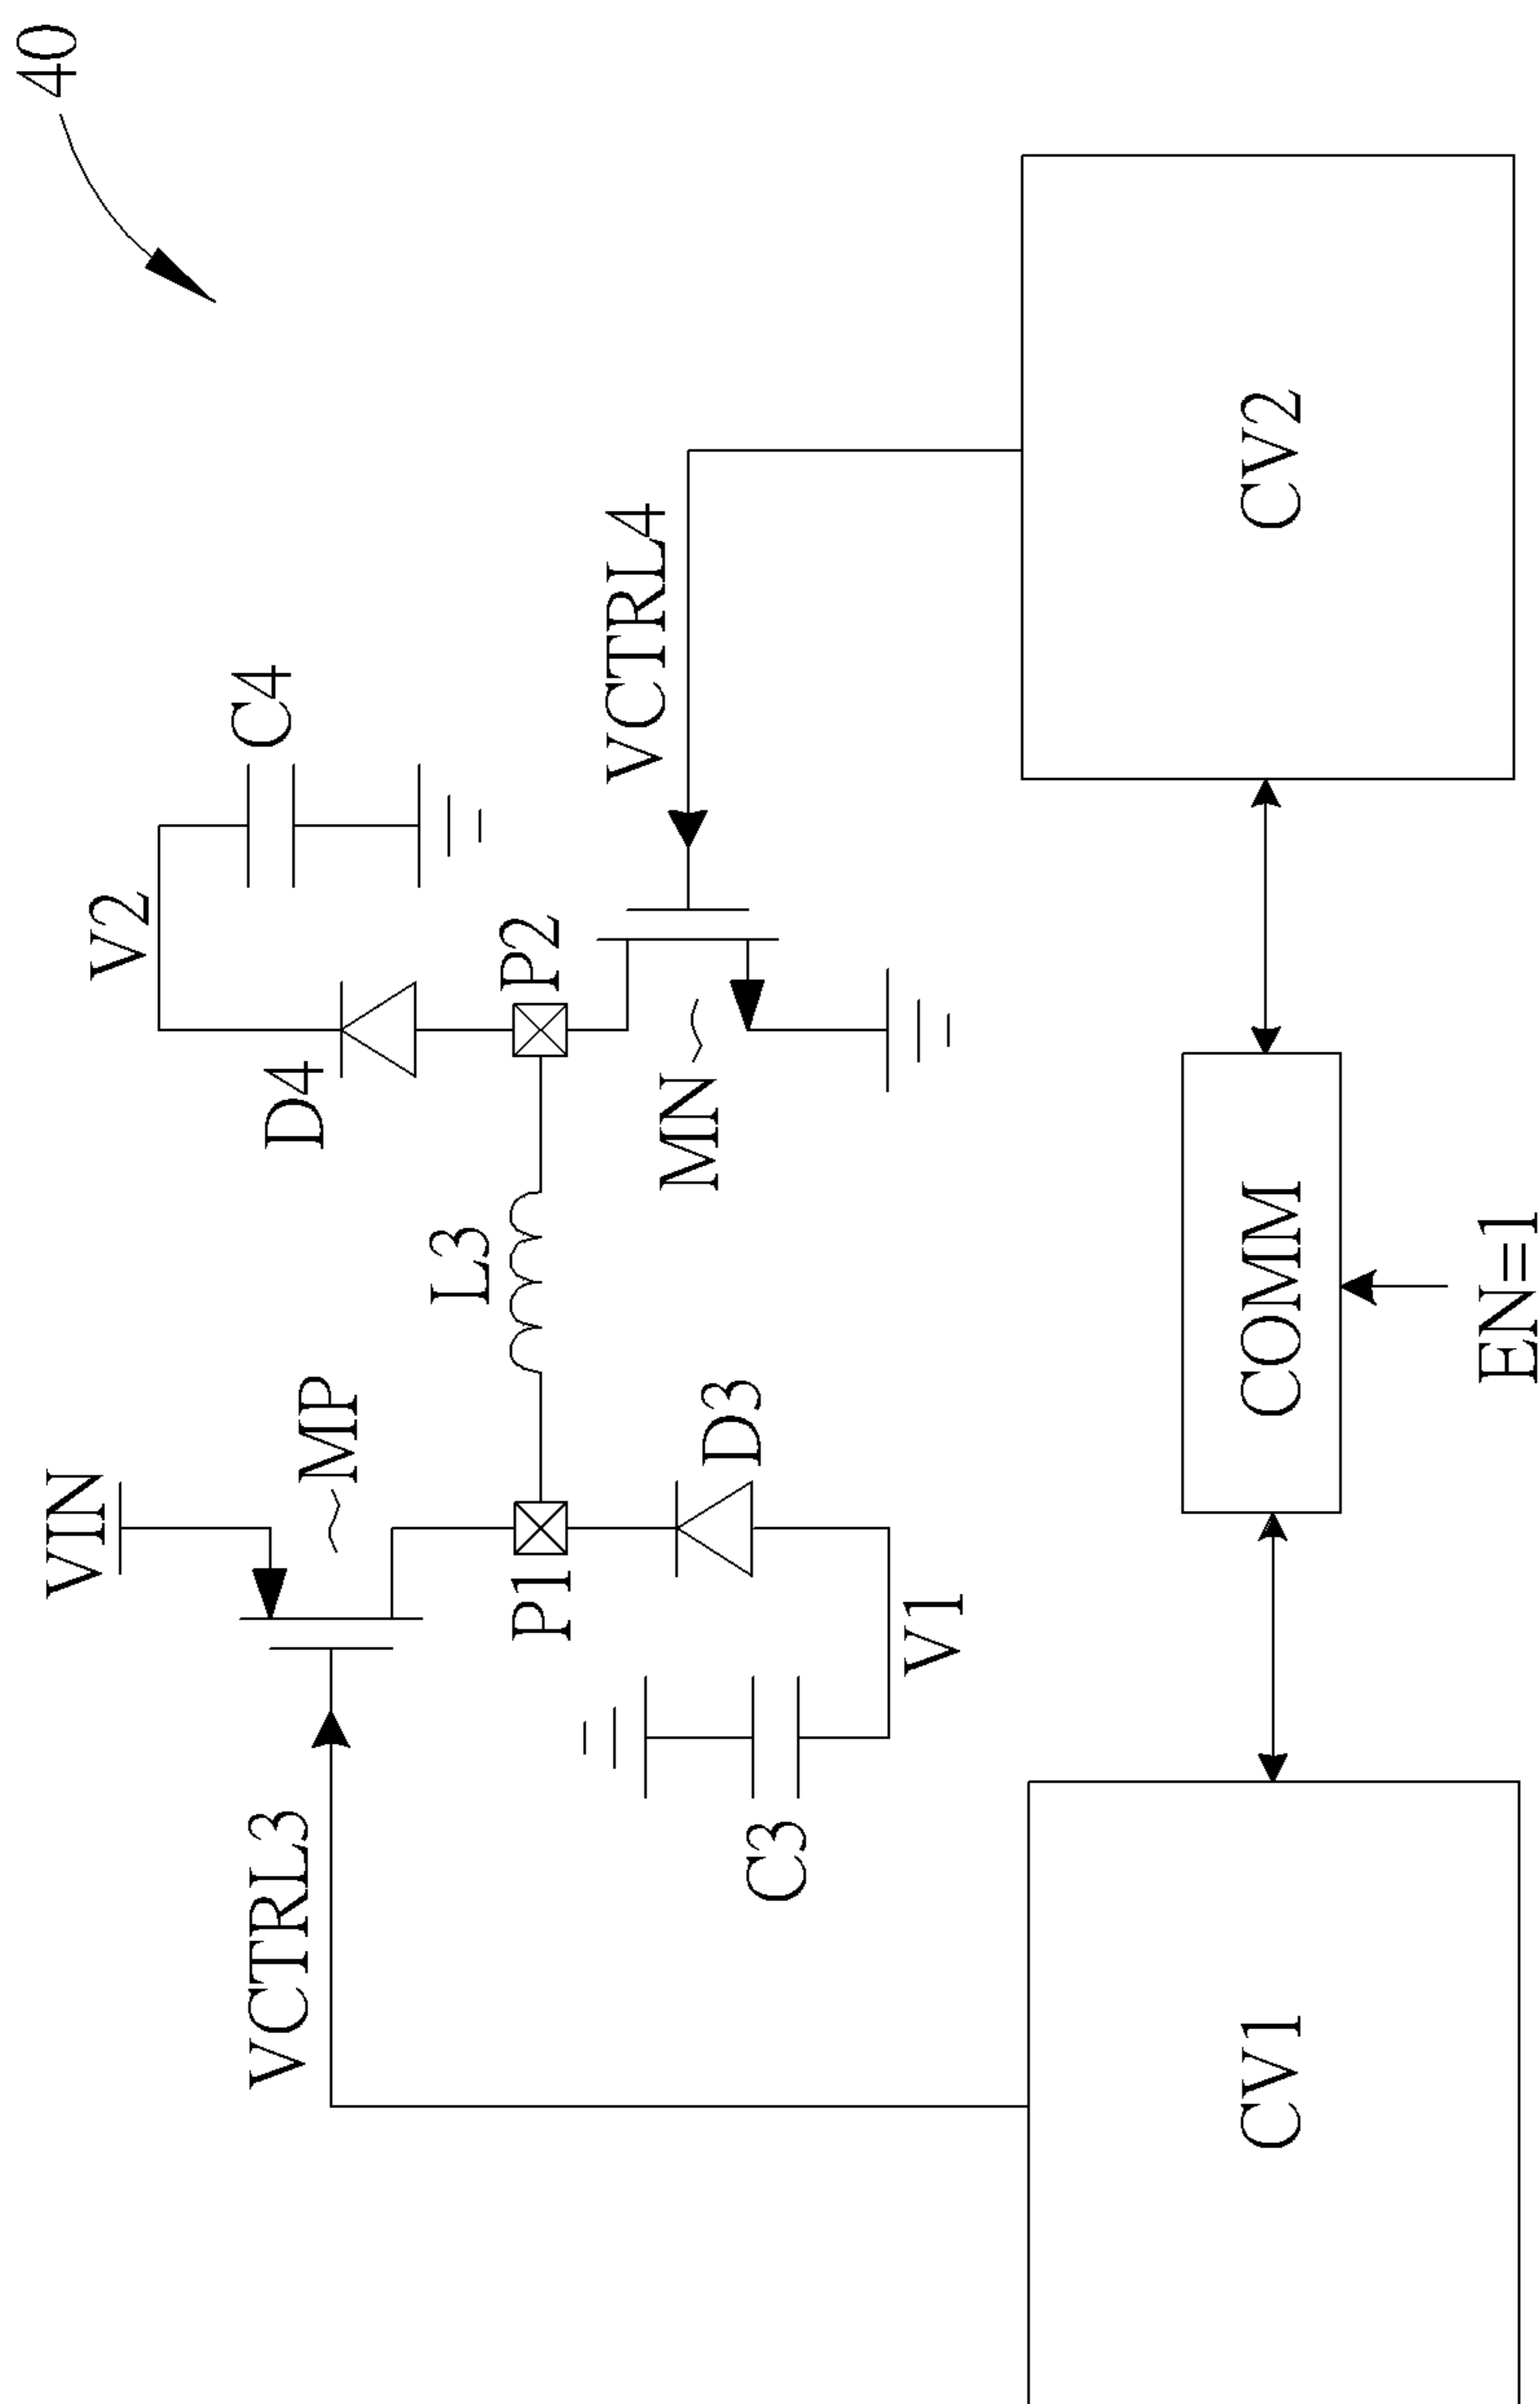 40
V2
C4
VIN
MP
D4
L3
P2
VCTRL4
VCTRL3
P1
MN
D3
C3
V1
CV1
COMM
CV2
EN=1